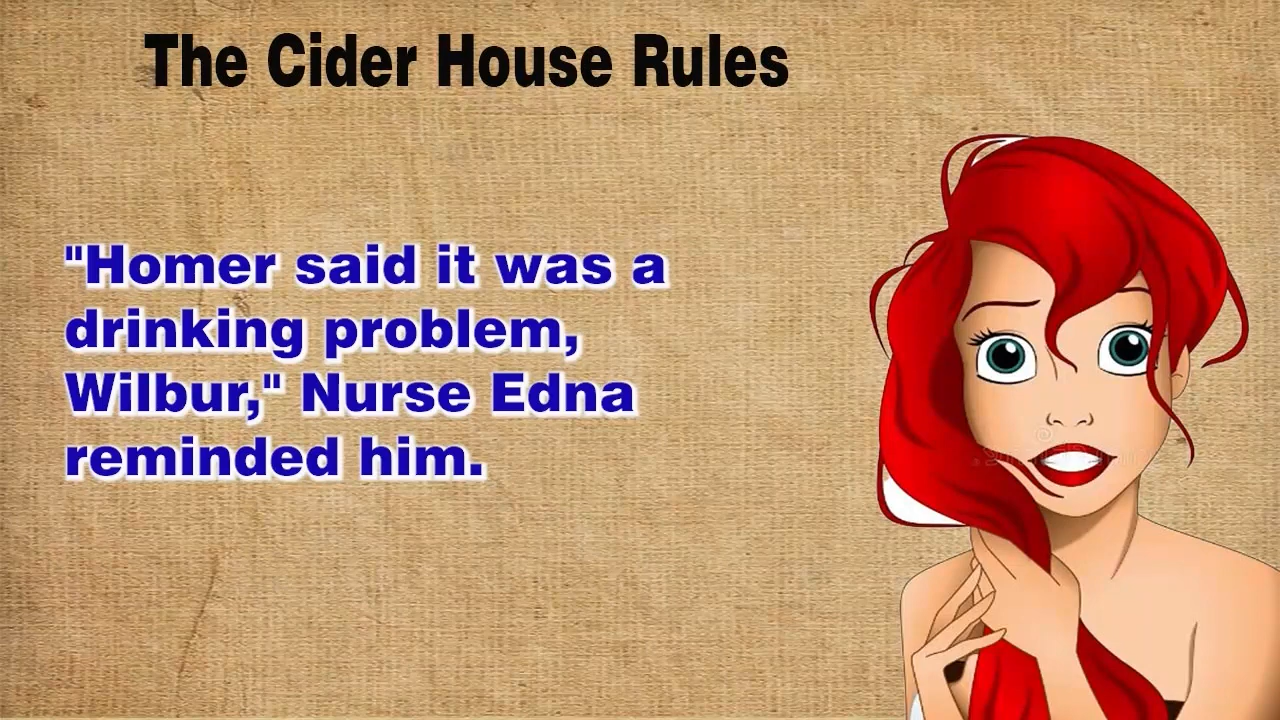 The Cider House Rules
"Homer said it was a
drinking problem,
Wilbur," Nurse Edna
reminded him.